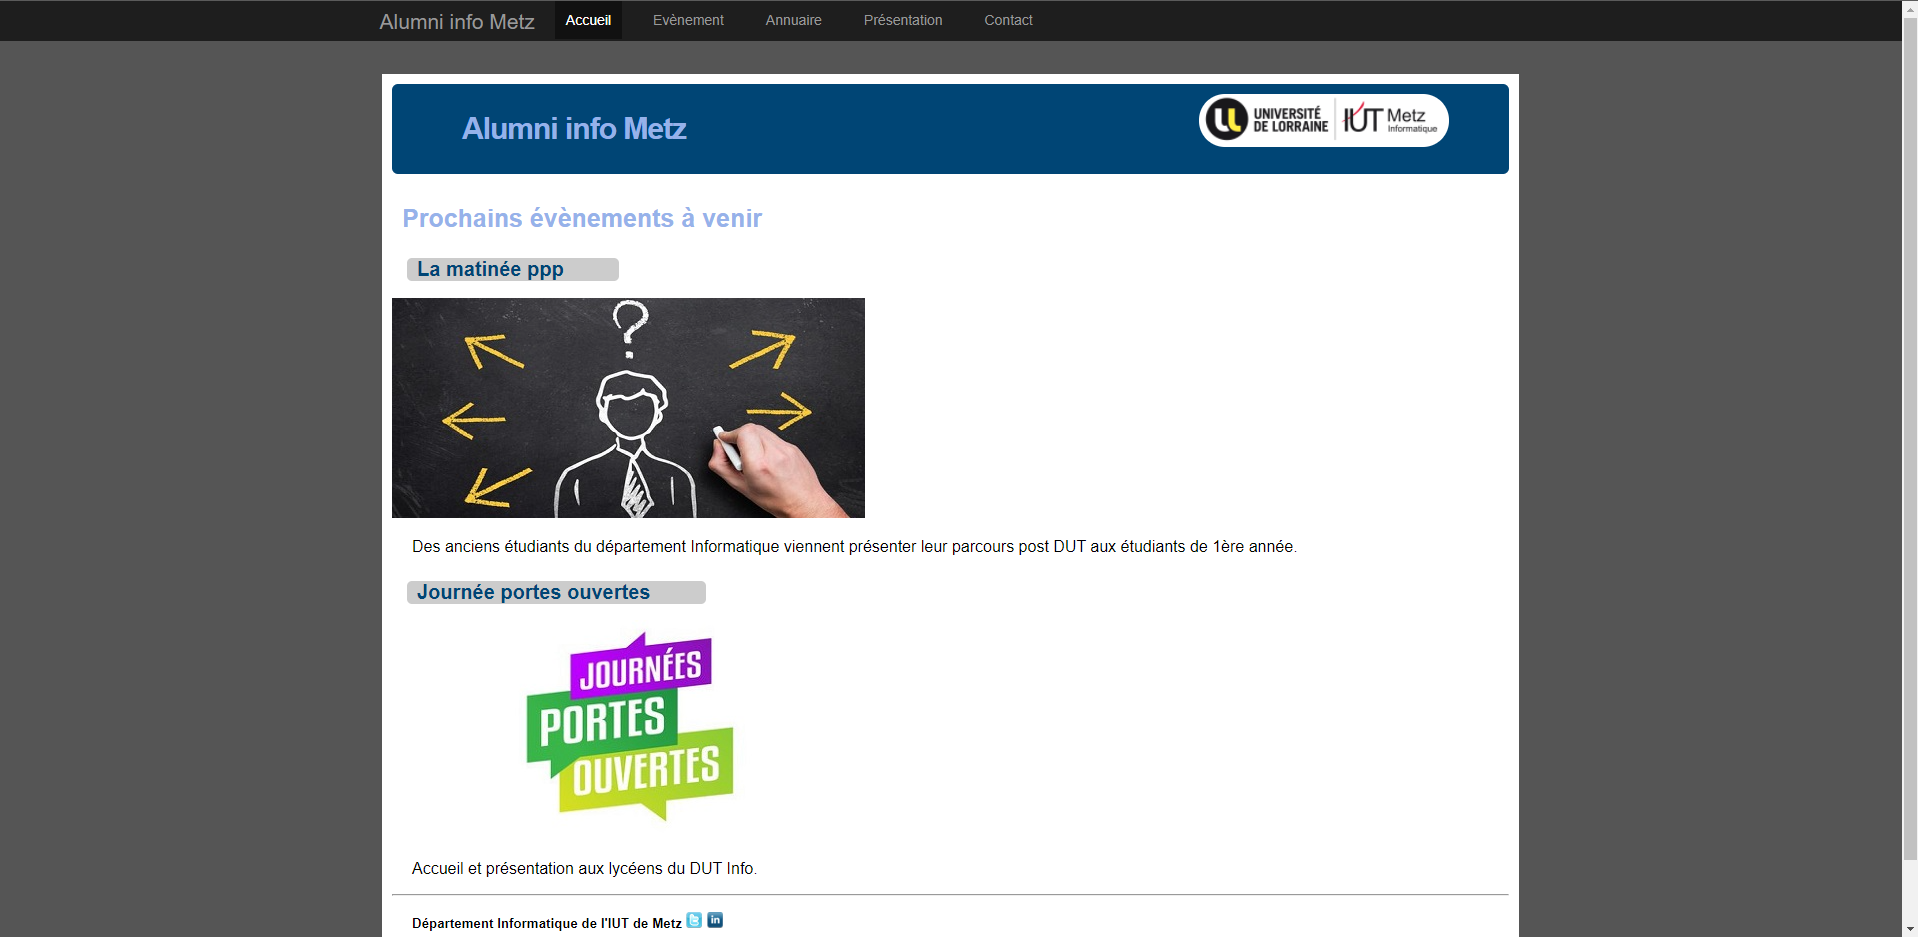 Alumni info Metz Accueil Evènement Annuaire Présentation Contact
Alumni info Metz
UNIVERSITÉ
DE LORRAINE
IUT Metz
Informatique
Prochains évènements à venir
La matinée ppp
?
Des anciens étudiants du département Informatique viennent présenter leur parcours post DUT aux étudiants de 1ère année.
Journée portes ouvertes
JOURNÉES
PORTES
OUVERTES
Accueil et présentation aux lycéens du DUT Info.
Département Informatique de l'IUT de Metz in